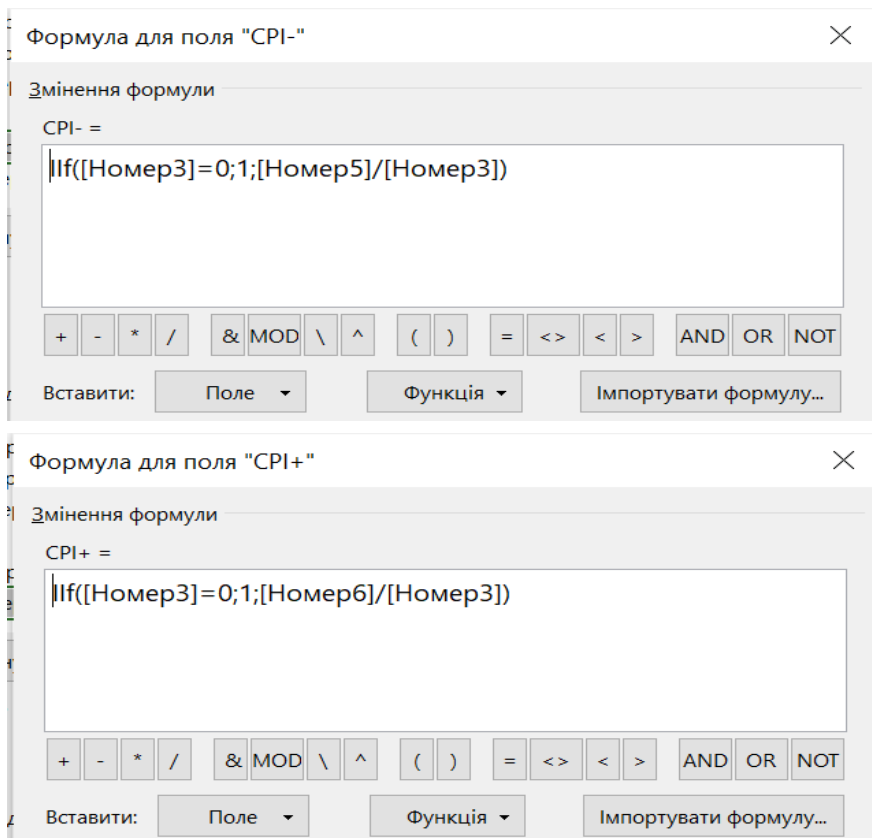 Формула для поля "CPI-"
Змінення формули
CPI- =
IIf([Номер3]=0;1;[Номер5]/[Номер3])
+ - * / & MOD \ ^ ( ) = <> < > AND OR NOT
Вставити: Поле Функція Імпортувати формулу...
Формула для поля "CPI+"
Змінення формули
CPI+ =
IIf([Номер3]=0;1;[Номер6]/[Номер3])
+ - * / & MOD \ ^ ( ) = <> < > AND OR NOT
Вставити: Поле Функція Імпортувати формулу...